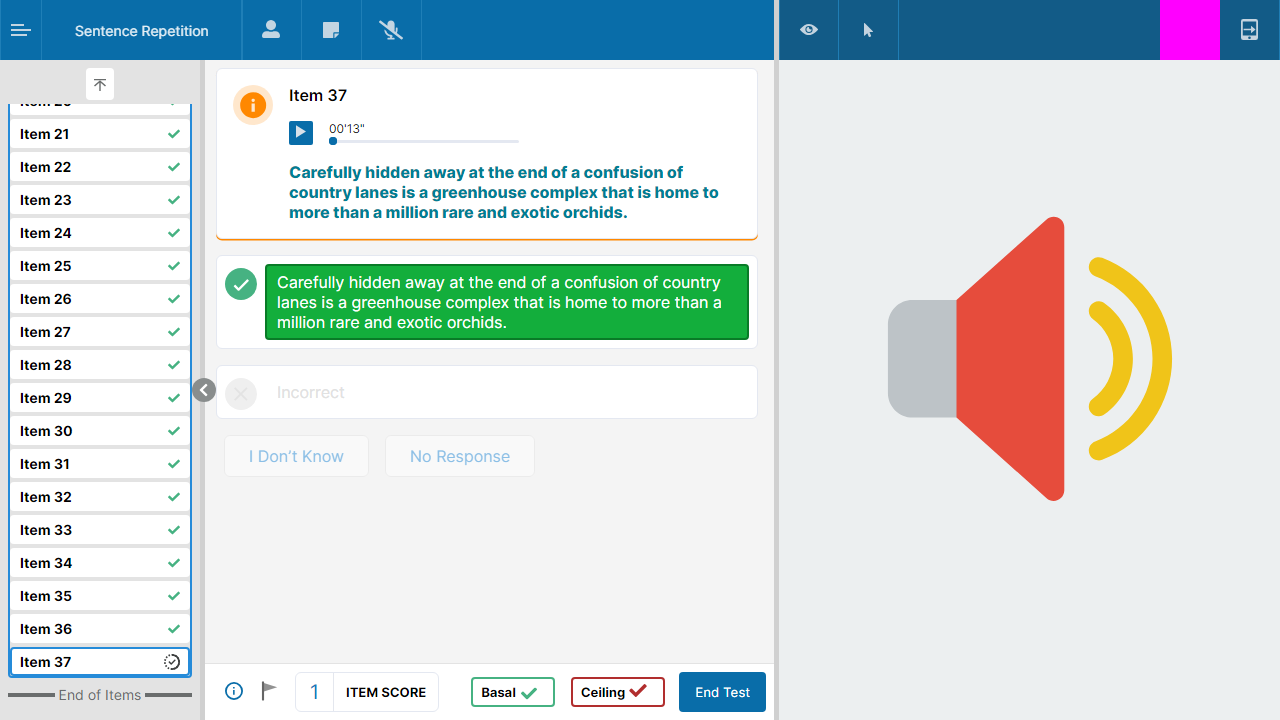 Sentence Repetition
Item 21
Item 22
Item 23
Item 24
Item 25
Item 26
Item 27
Item 28
Item 29
Item 30
Item 31
Item 32
Item 33
Item 34
Item 35
Item 36
Item 37
End of Items
Item 37
00'13"
Carefully hidden away at the end of a confusion of
country lanes is a greenhouse complex that is home to
more than a million rare and exotic orchids.
Carefully hidden away at the end of a confusion of country
lanes is a greenhouse complex that is home to more than a
million rare and exotic orchids.
Incorrect
I Don't Know
No Response
1 ITEM SCORE
Basal
Ceiling
End Test